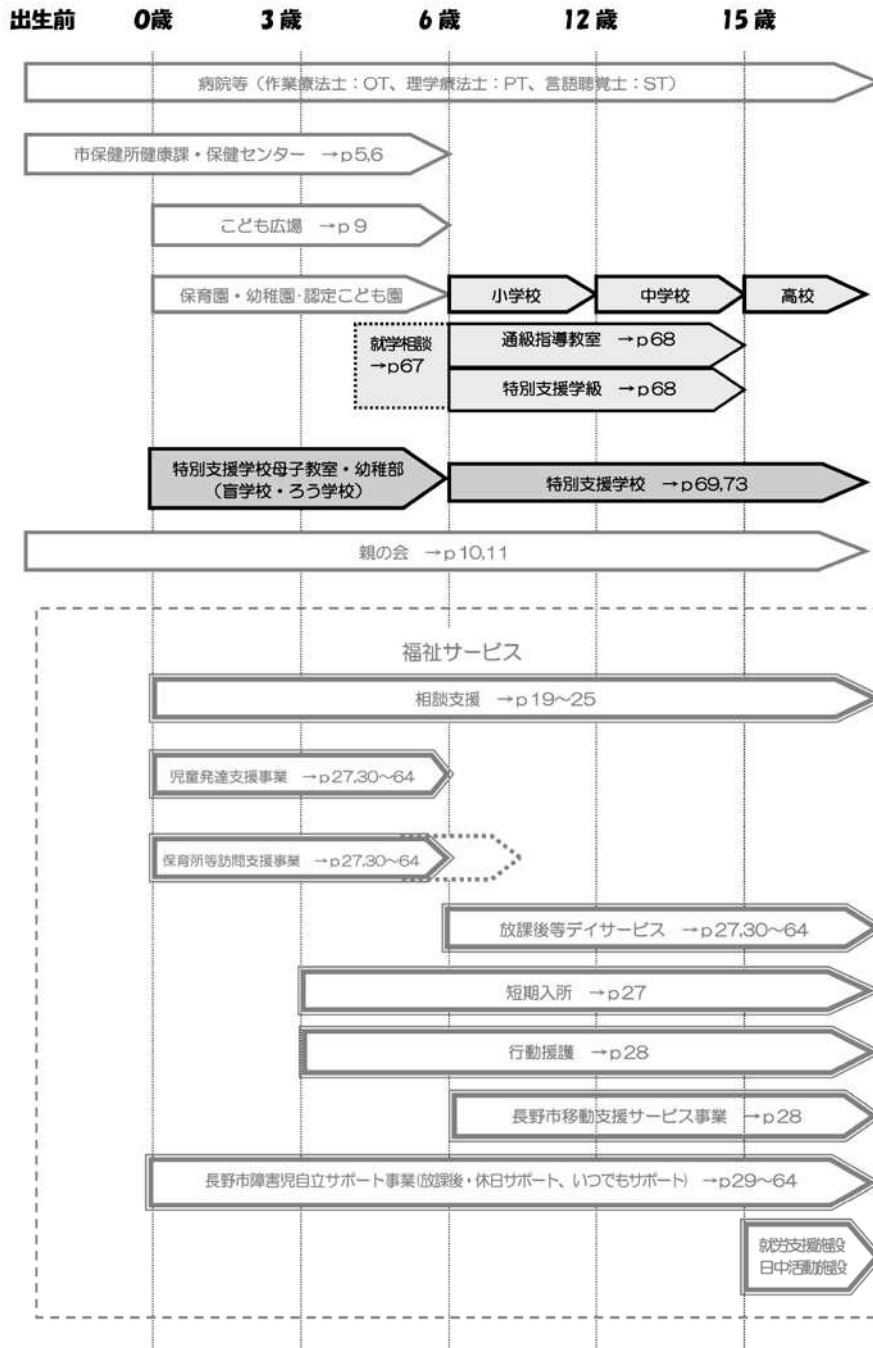 出生前 0歳 3歳 6歳 12歳 15歳
病院等（作業療法士：OT、理学療法士：PT、言語聴覚士：ST）
市保健所健康課・保健センター →p5,6
こども広場 →p9
保育園・幼稚園・認定こども園 小学校 中学校 高校
就学相談
→p67
通級指導教室 →p68
特別支援学級 →p68
特別支援学校母子教室・幼稚部
（盲学校・ろう学校）
特別支援学校 →p69,73
親の会 →p10,11
福祉サービス
相談支援 →p19～25
児童発達支援事業 →p27,30～64
保育所等訪問支援事業 →p27,30～64
放課後等デイサービス →p27,30～64
短期入所 →p27
行動援護 →p28
長野市移動支援サービス事業 →p28
長野市障害児自立サポート事業(放課後・休日サポート、いつでもサポート) →p29～64
就労支援施設
日中活動施設